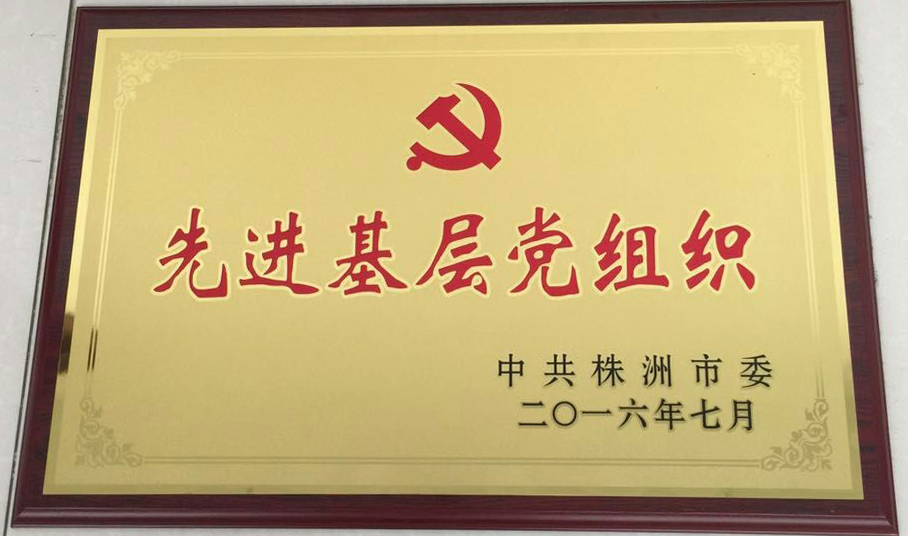 先进基层党组织
中共株洲市委
二〇一六年七月